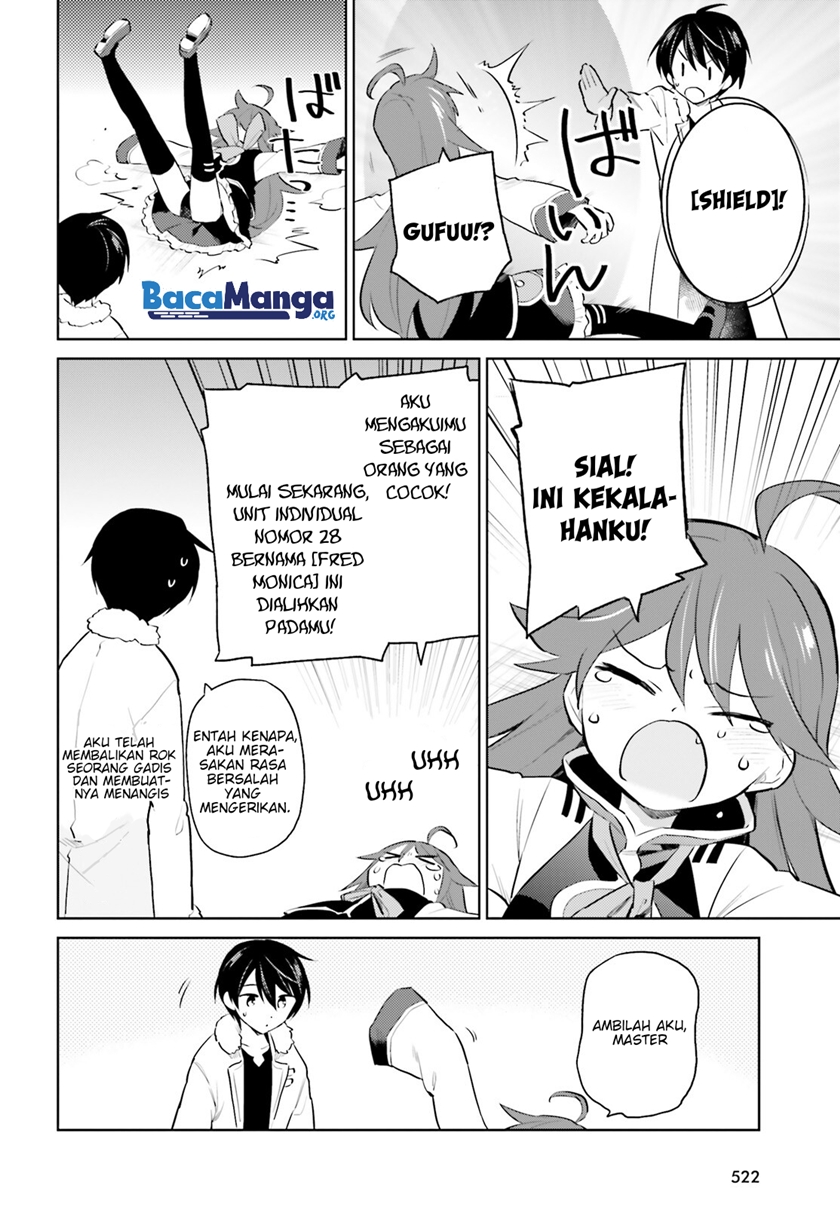 [SHIELD]!
GUFUU!?
ばいん
ばたっ
BacaManga
.ORG
SIAL!
INI KEKALA-
HANKU!
AKU
MENGAKUIMU
SEBAGAI
ORANG YANG
COCOK!
MULAI SEKARANG,
UNIT INDIVIDUAL
NOMOR 28
BERNAMA [FRED
MONICA] INI
DIALIHKAN
PADAMU!
UHH
UHH
ENTAH KENAPA,
AKU MERA-
SAKAN RASA
BERSALAH
YANG
MENGERIKAN.
AKU TELAH
MEMBALIKAN ROK
SEORANG GADIS
DAN MEMBUAT-
NYA MENANGIS
AMBILAH AKU,
MASTER
522